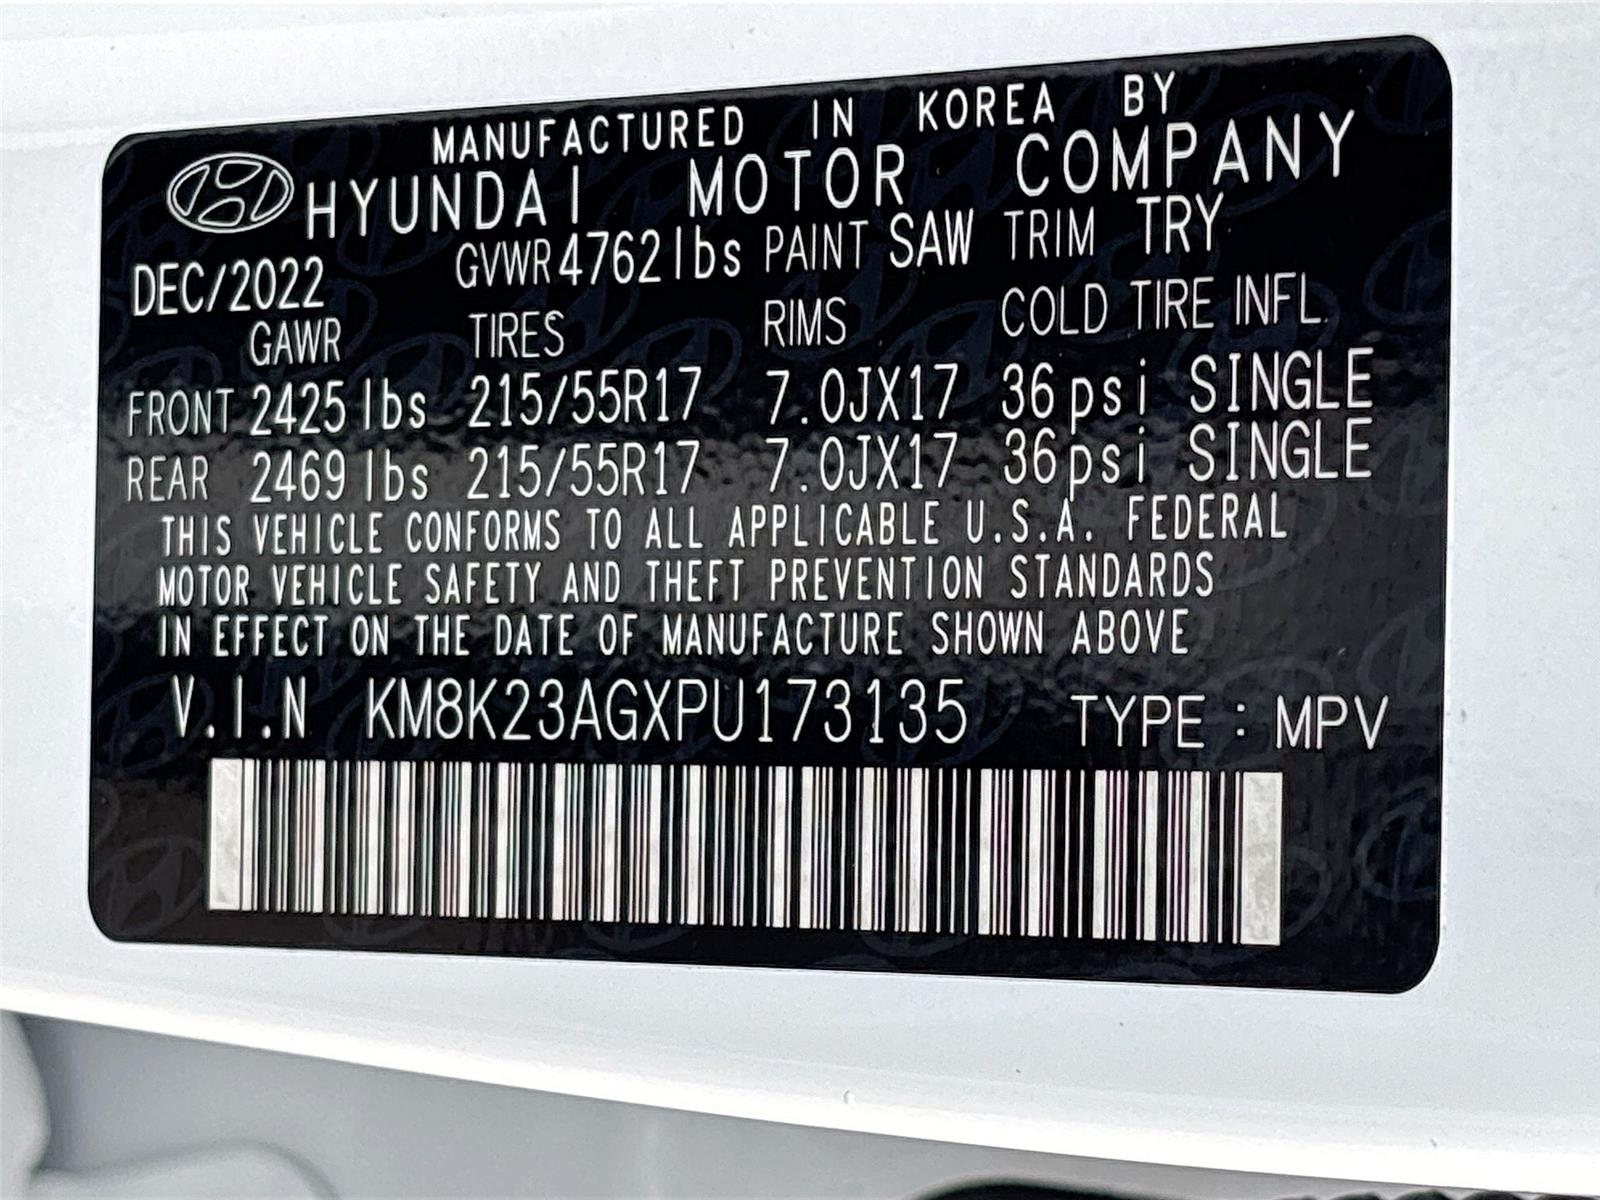 MANUFACTURED IN KOREA BY
HYUNDAI MOTOR COMPANY
DEC/2022 GVWR 4762 lbs PAINT SAW TRIM TRY
GAWR TIRES RIMS COLD TIRE INFL.
FRONT 2425 lbs 215/55R17 7.0JX17 36psi SINGLE
REAR 2469 lbs 215/55R17 7.0JX17 36psi SINGLE
THIS VEHICLE CONFORMS TO ALL APPLICABLE U.S.A. FEDERAL
MOTOR VEHICLE SAFETY AND THEFT PREVENTION STANDARDS
IN EFFECT ON THE DATE OF MANUFACTURE SHOWN ABOVE
V.I.N KM8K23AGXPU173135 TYPE : MPV